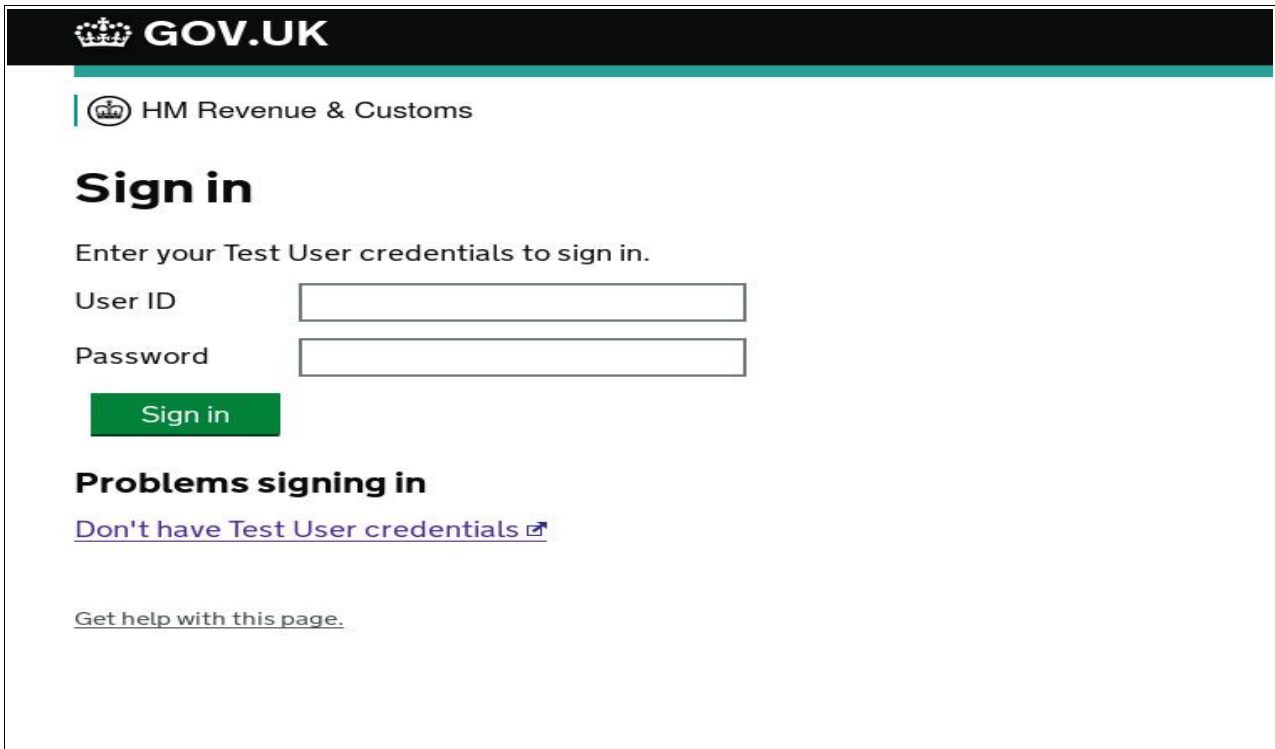 GOV.UK
HM Revenue & Customs
Sign in
Enter your Test User credentials to sign in.
User ID
Password
Sign in
Problems signing in
Don't have Test User credentials
Get help with this page.